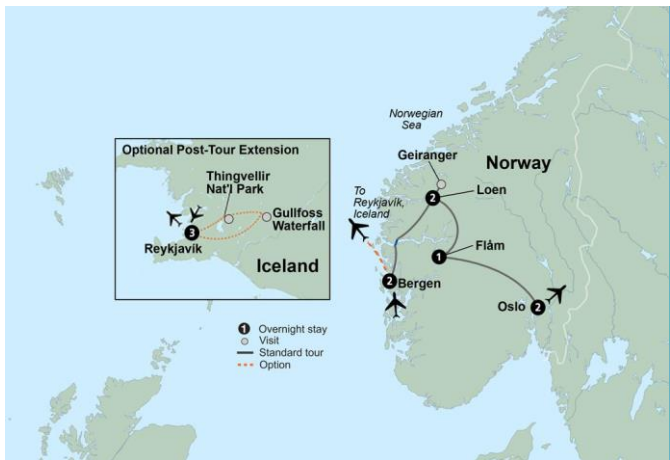 Optional Post-Tour Extension
Thingvellir
Nat'l Park
Gullfoss
Waterfall
3
Reykjavik
Iceland
Norwegian
Sea
Geiranger
Norway
2
Loen
To
Reykjavík,
Iceland
Flåm
1
2
Bergen
Oslo
2
1 Overnight stay
Visit
Standard tour
Option